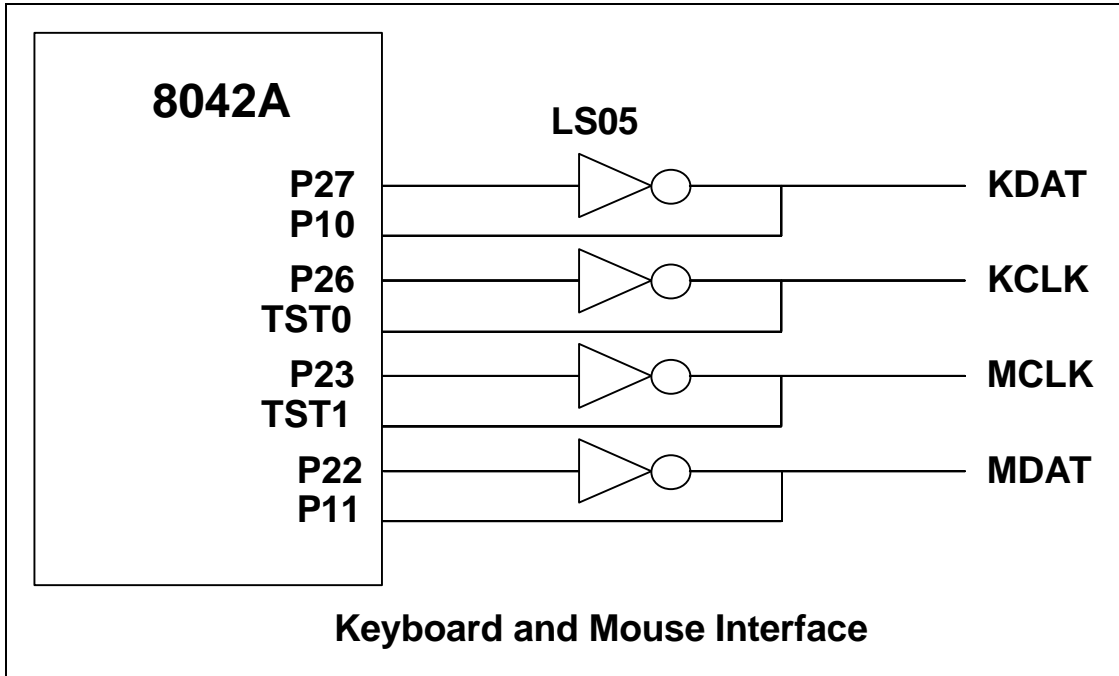 8042A
LS05
P27
KDAT
P10
P26
KCLK
TST0
P23
MCLK
TST1
P22
MDAT
P11
Keyboard and Mouse Interface